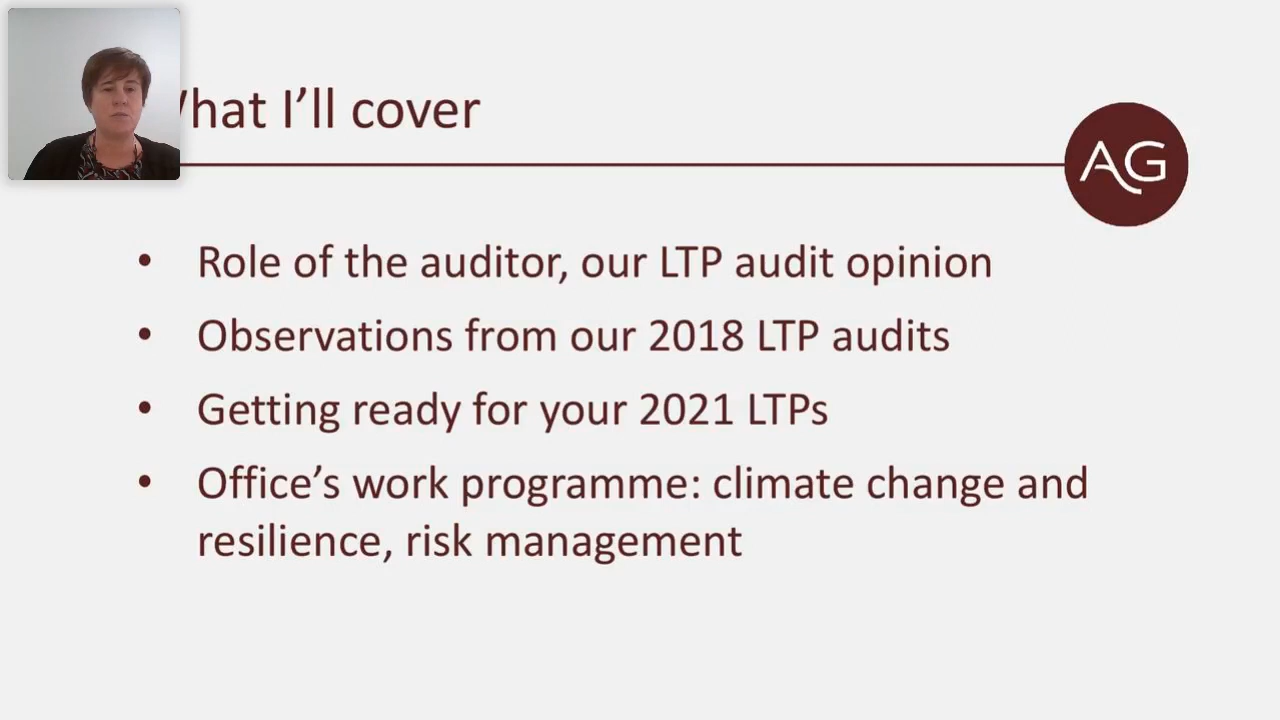 What I'll cover
AG
• Role of the auditor, our LTP audit opinion
• Observations from our 2018 LTP audits
• Getting ready for your 2021 LTPs
• Office’s work programme: climate change and
resilience, risk management